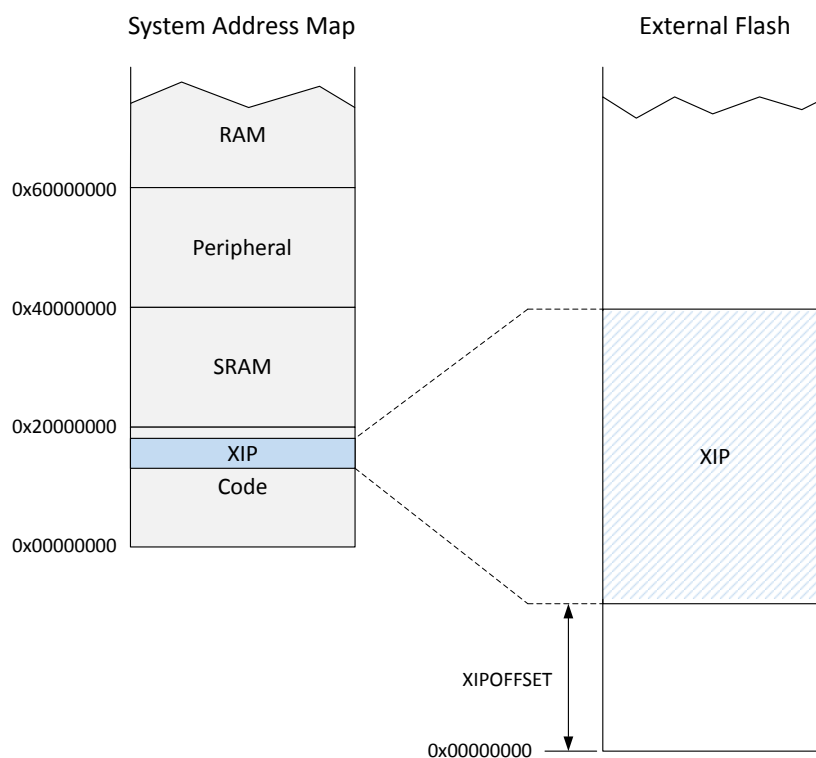 System Address Map
External Flash
RAM
0x60000000
Peripheral
0x40000000
SRAM
0x20000000
XIP
XIP
Code
0x00000000
XIPOFFSET
0x00000000